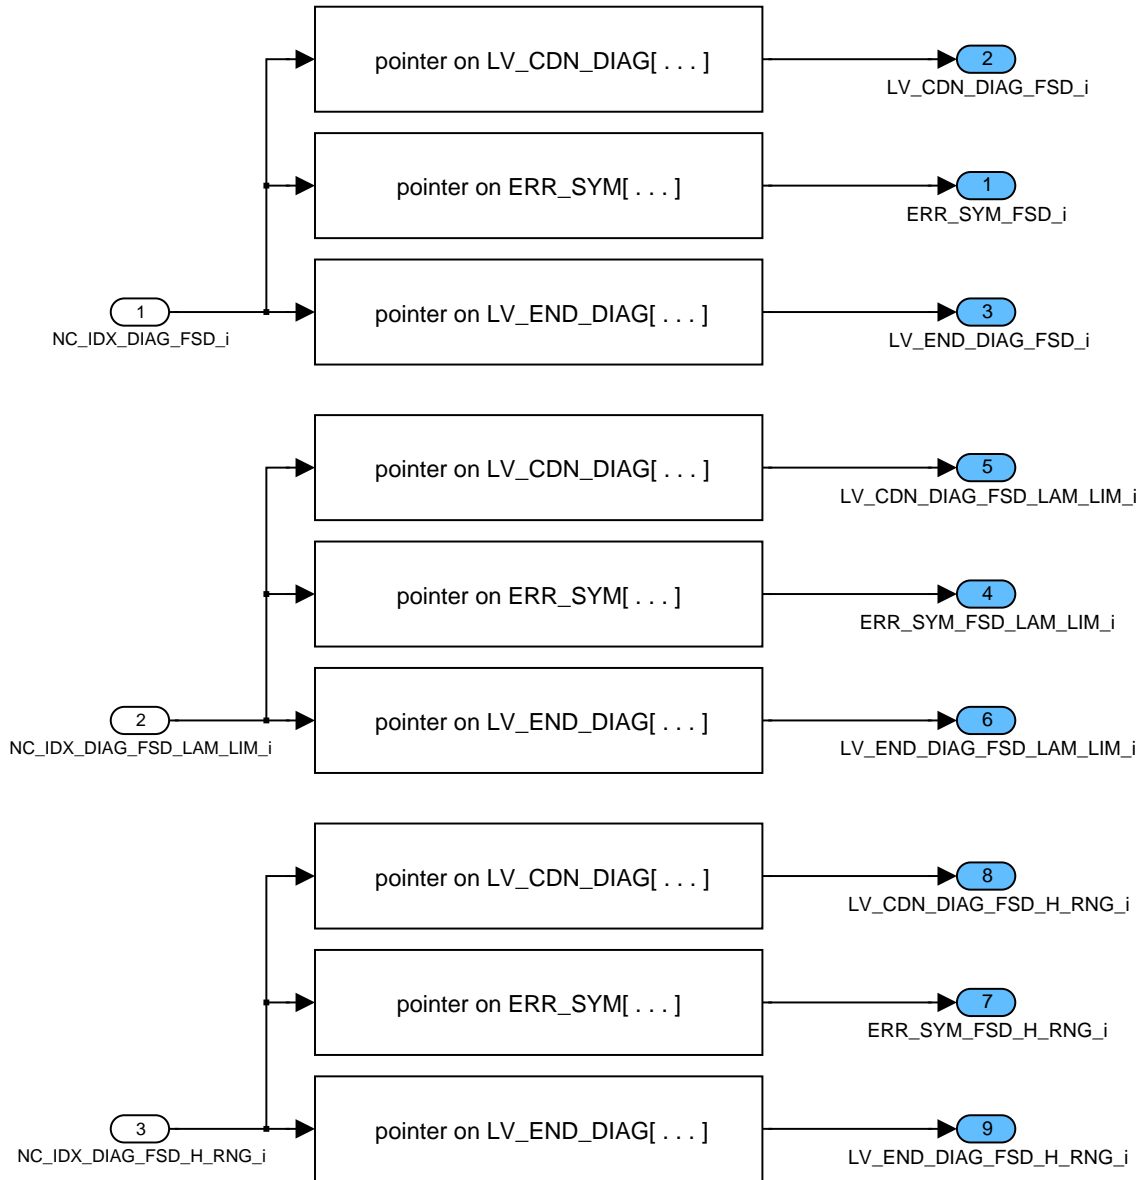 pointer on LV_CDN_DIAG[ . . . ]
2
LV_CDN_DIAG_FSD_i
pointer on ERR_SYM[ . . . ]
1
ERR_SYM_FSD_i
1
NC_IDX_DIAG_FSD_i
pointer on LV_END_DIAG[ . . . ]
3
LV_END_DIAG_FSD_i
pointer on LV_CDN_DIAG[ . . . ]
5
LV_CDN_DIAG_FSD_LAM_LIM_i
pointer on ERR_SYM[ . . . ]
4
ERR_SYM_FSD_LAM_LIM_i
2
NC_IDX_DIAG_FSD_LAM_LIM_i
pointer on LV_END_DIAG[ . . . ]
6
LV_END_DIAG_FSD_LAM_LIM_i
pointer on LV_CDN_DIAG[ . . . ]
8
LV_CDN_DIAG_FSD_H_RNG_i
pointer on ERR_SYM[ . . . ]
7
ERR_SYM_FSD_H_RNG_i
3
NC_IDX_DIAG_FSD_H_RNG_i
pointer on LV_END_DIAG[ . . . ]
9
LV_END_DIAG_FSD_H_RNG_i